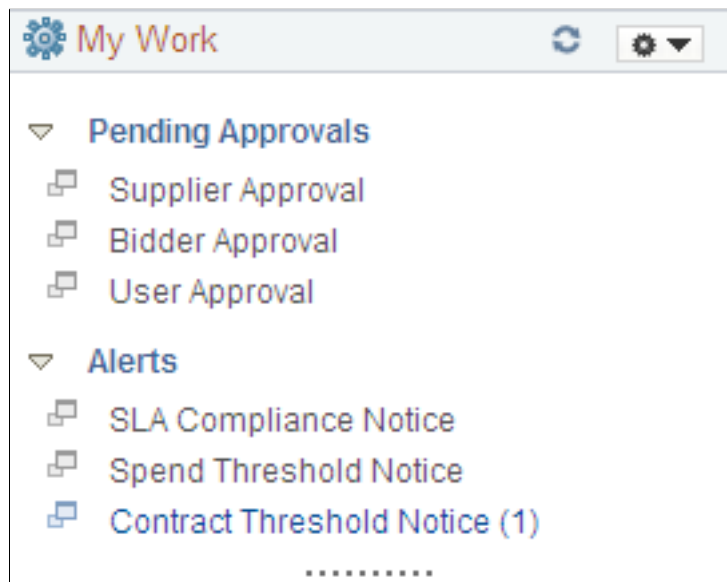 My Work
Pending Approvals
Supplier Approval
Bidder Approval
User Approval
Alerts
SLA Compliance Notice
Spend Threshold Notice
Contract Threshold Notice (1)